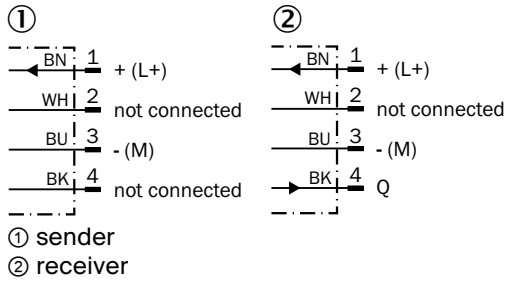 ① ②
BN 1 + (L+) BN 1 + (L+)
WH 2 not connected WH 2 not connected
BU 3 - (M) BU 3 - (M)
BK 4 not connected BK 4 Q
① sender
② receiver